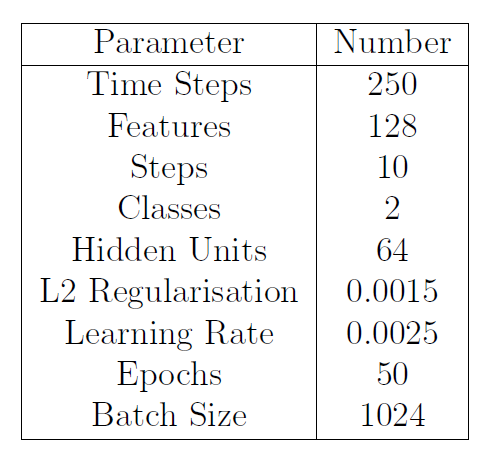 Parameter Number
Time Steps 250
Features 128
Steps 10
Classes 2
Hidden Units 64
L2 Regularisation 0.0015
Learning Rate 0.0025
Epochs 50
Batch Size 1024